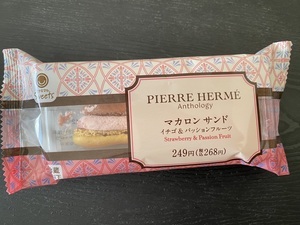 PIERRE HERMÉ
Anthology
マカロン サンド
イチゴ & パッションフルーツ
Strawberry & Passion Fruit
249円(税込268円)